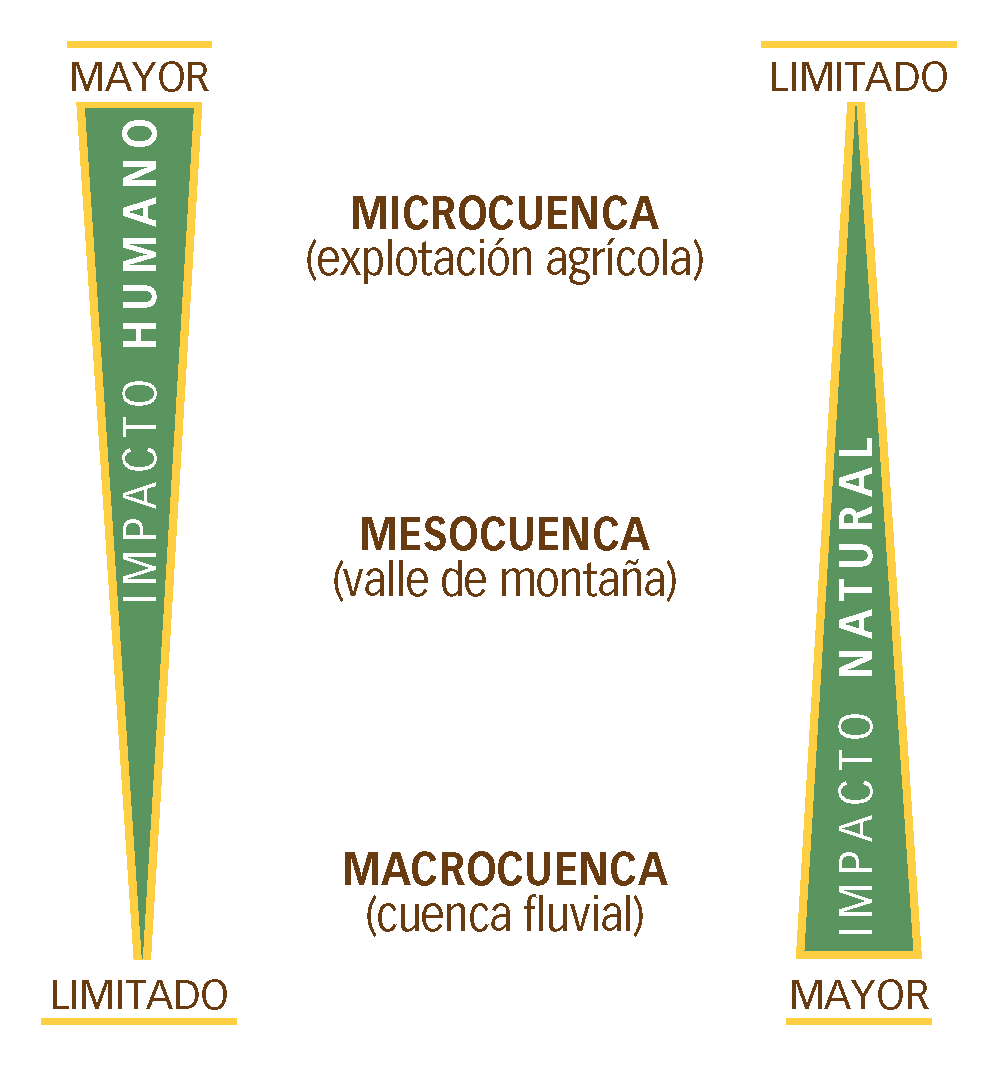 MAYOR
LIMITADO
IMPACTO HUMANO
MICROCUENCA
(explotación agrícola)
MESOCUENCA
(valle de montaña)
MACROCUENCA
(cuenca fluvial)
IMPACTO NATURAL
LIMITADO
MAYOR